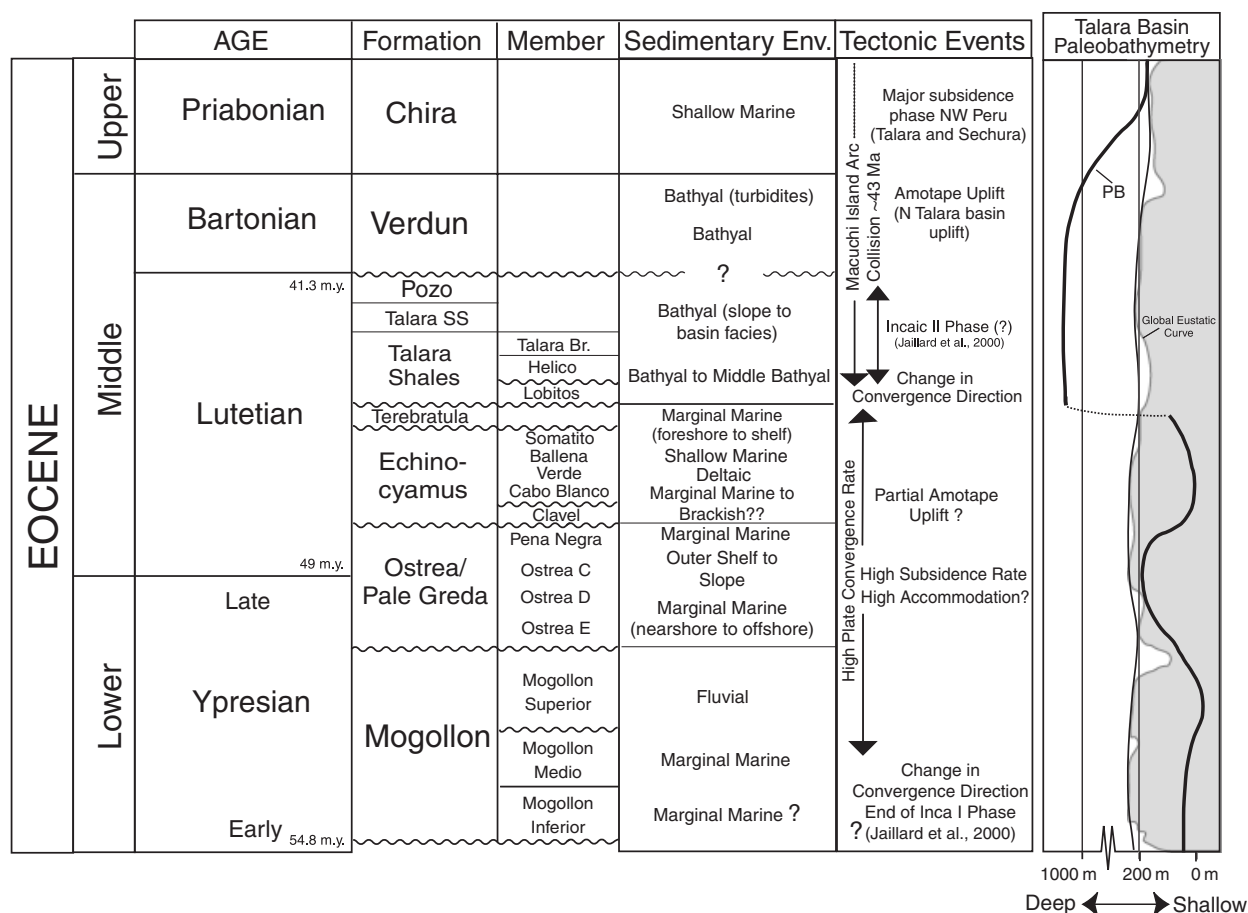 AGE
Formation
Member
Sedimentary Env.
Tectonic Events
Talara Basin
Paleobathymetry
EOCENE
Upper
Middle
Lower
Priabonian
Bartonian
41.3 m.y.
Lutetian
49 m.y.
Late
Ypresian
Early 54.8 m.y.
Chira
Verdun
Pozo
Talara SS
Talara
Shales
Terebratula
Echino-
cyamus
Ostrea/
Pale Greda
Mogollon
Talara Br.
Helico
Lobitos
Somatito
Ballena
Verde
Cabo Blanco
Clavel
Pena Negra
Ostrea C
Ostrea D
Ostrea E
Mogollon
Superior
Mogollon
Medio
Mogollon
Inferior
Shallow Marine
Bathyal (turbidites)
Bathyal
?
Bathyal (slope to
basin facies)
Bathyal to Middle Bathyal
Marginal Marine
(foreshore to shelf)
Shallow Marine
Deltaic
Marginal Marine to
Brackish??
Marginal Marine
Outer Shelf to
Slope
Marginal Marine
(nearshore to offshore)
Fluvial
Marginal Marine
Marginal Marine ?
Macuchi Island Arc
Collision ~43 Ma
High Plate Convergence Rate
Major subsidence
phase NW Peru
(Talara and Sechura)
Amotape Uplift
(N Talara basin
uplift)
Incaic II Phase (?)
(Jaillard et al., 2000)
Change in
Convergence Direction
Partial Amotape
Uplift ?
High Subsidence Rate
High Accommodation?
Change in
Convergence Direction
End of Inca I Phase
? (Jaillard et al., 2000)
PB
Global Eustatic
Curve
1000 m
200 m
0 m
Deep
Shallow